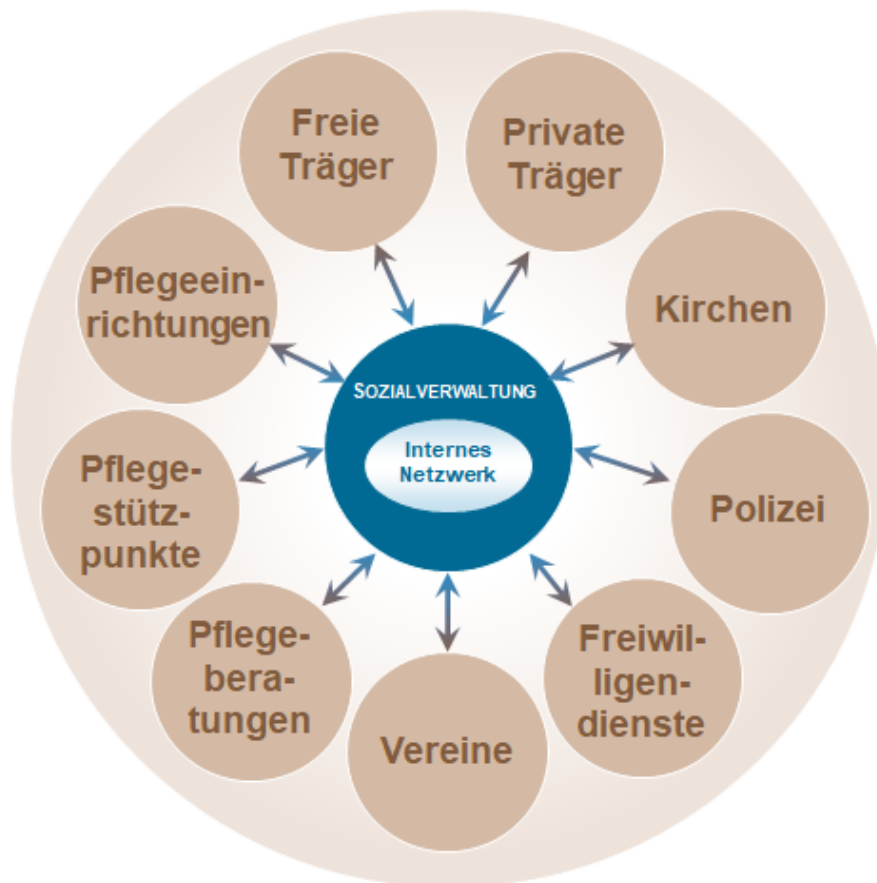 Freie
Träger
Private
Träger
Kirchen
Polizei
Freiwil-
ligen-
dienste
Vereine
Pflege-
bera-
tungen
Pflege-
stütz-
punkte
Pflegeein-
richtungen
SOZIALVERWALTUNG
Internes
Netzwerk